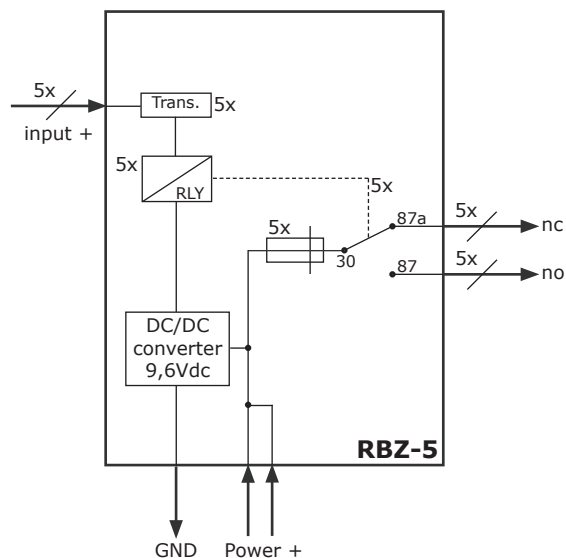 5x
input +
Trans.
5x
5x
RLY
5x
5x
30
87a
5x
nc
87
5x
no
DC/DC
converter
9,6Vdc
RBZ-5
GND
Power +